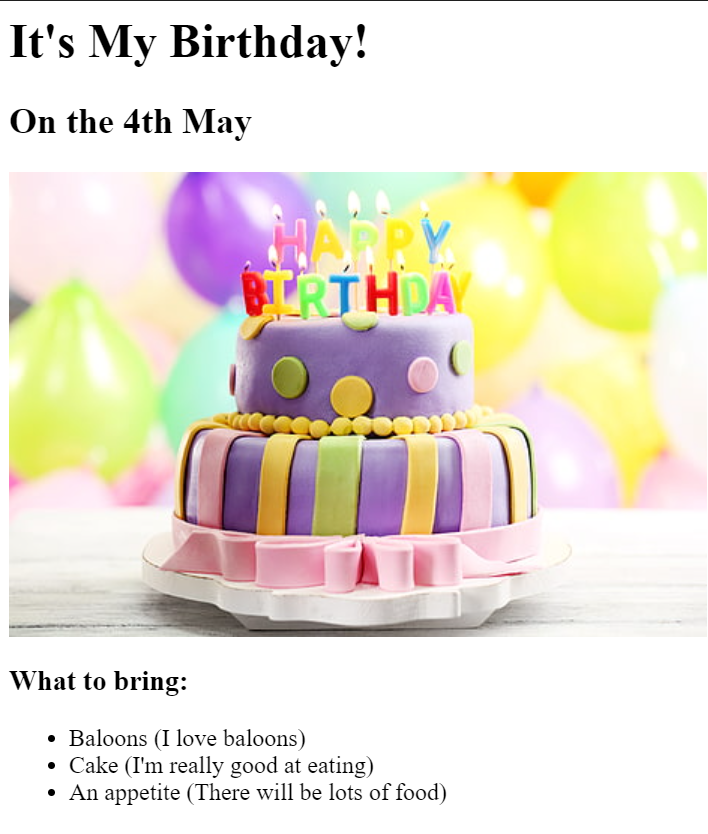 It's My Birthday!
On the 4th May
HAPPY
BIRTHDAY
What to bring:
Baloons (I love baloons)
Cake (I'm really good at eating)
An appetite (There will be lots of food)